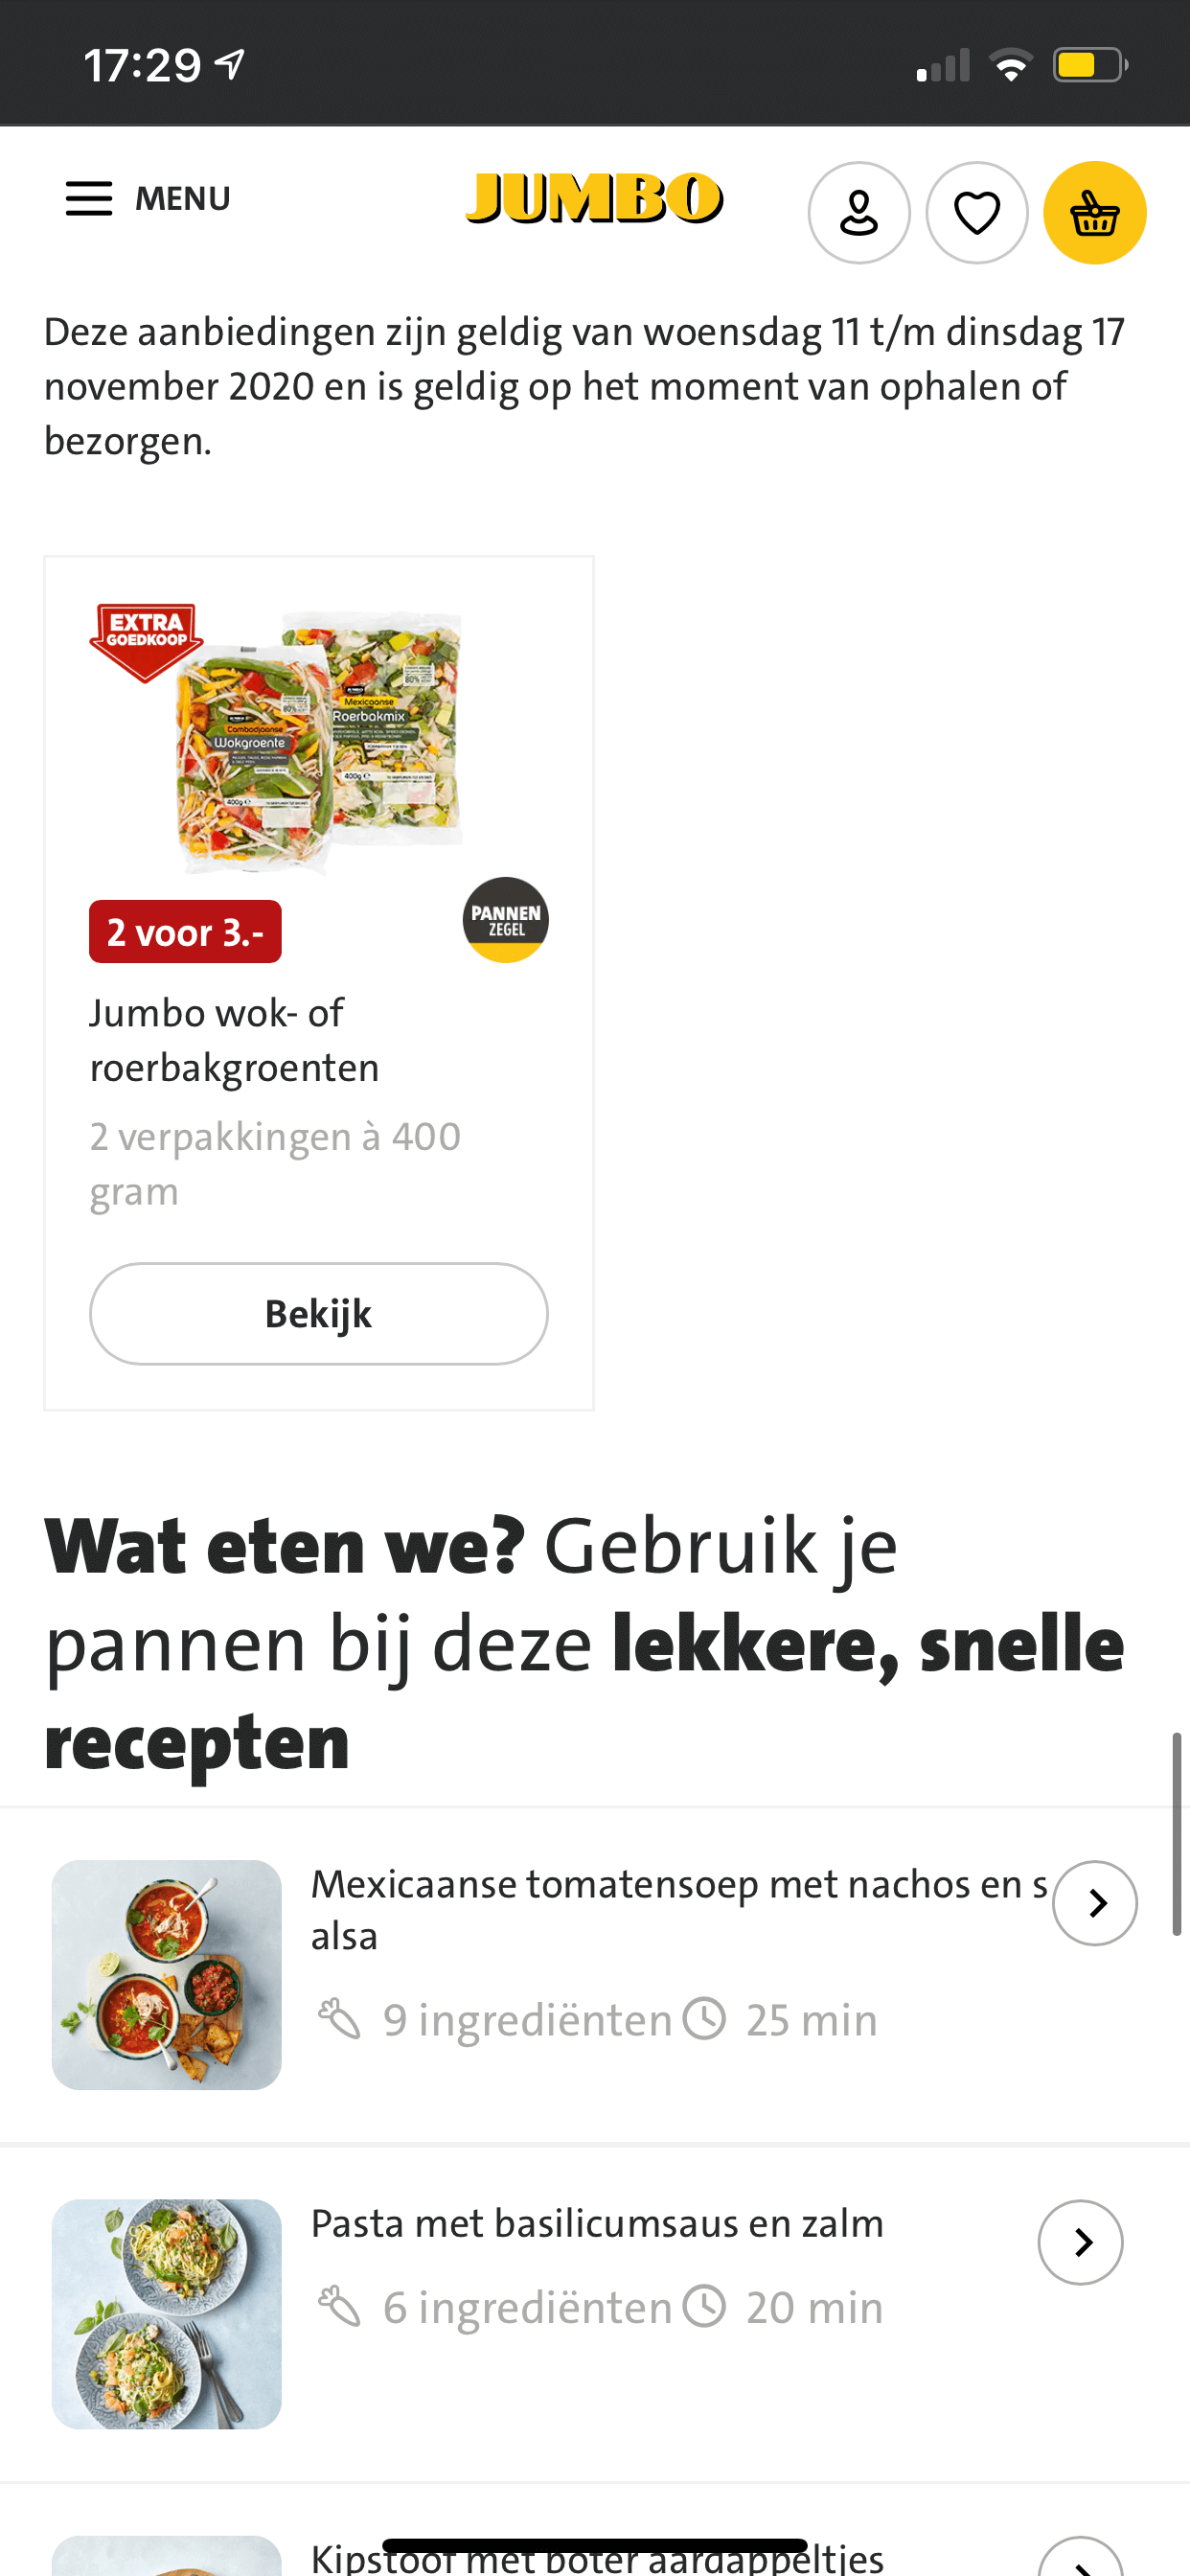 17:29
MENU
JUMBO
Deze aanbiedingen zijn geldig van woensdag 11 t/m dinsdag 17
november 2020 en is geldig op het moment van ophalen of
bezorgen.
EXTRA
GOEDKOOP
Mexicaanse
Roerbakmix
400g
Cambodjaanse
Wokgroente
400g
2 voor 3.-
PANNEN
ZEGEL
Jumbo wok- of
roerbakgroenten
2 verpakkingen à 400
gram
Bekijk
Wat eten we? Gebruik je
pannen bij deze lekkere, snelle
recepten
Mexicaanse tomatensoep met nachos en s
alsa
9 ingrediënten 25 min
Pasta met basilicumsaus en zalm
6 ingrediënten 20 min
Kipstoof met boter aardappeltjes